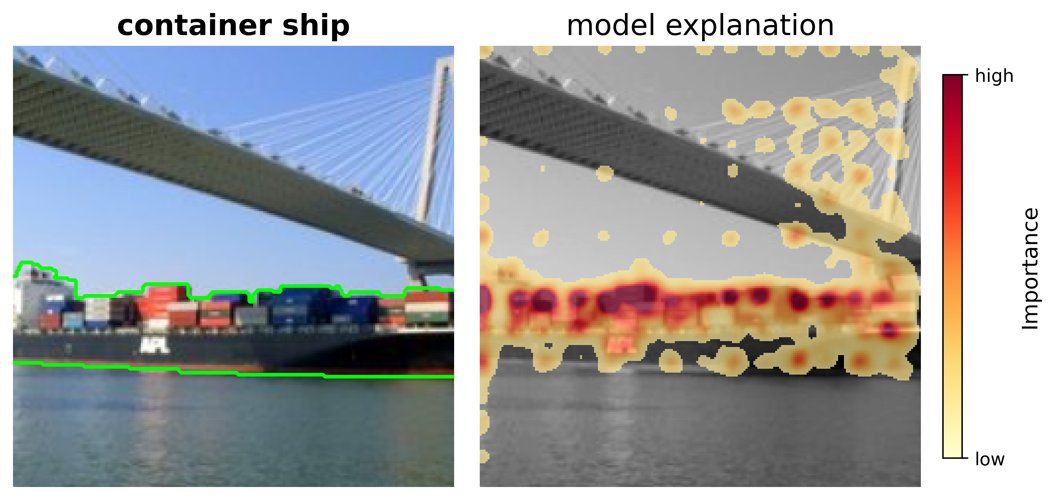 container ship
model explanation
high
Importance
low
APL